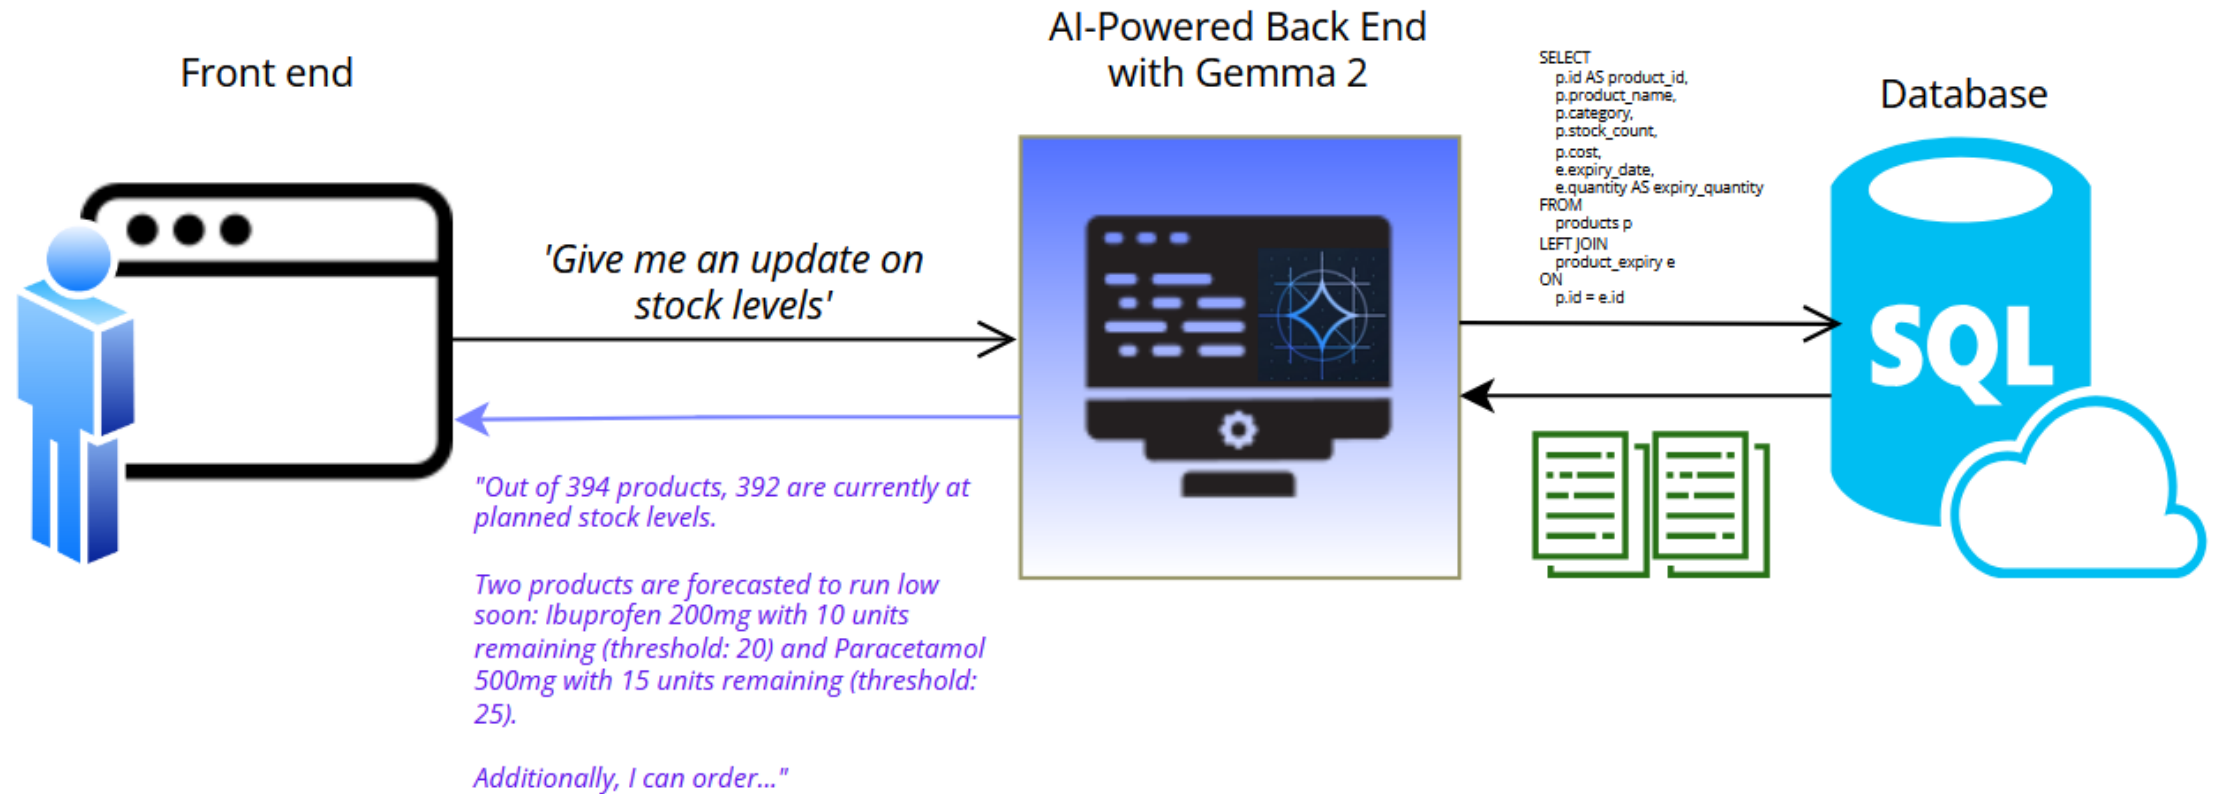 Front end
'Give me an update on
stock levels'
"Out of 394 products, 392 are currently at
planned stock levels.
Two products are forecasted to run low
soon: Ibuprofen 200mg with 10 units
remaining (threshold: 20) and Paracetamol
500mg with 15 units remaining (threshold:
25).
Additionally, I can order..."
AI-Powered Back End
with Gemma 2
SELECT
p.id AS product_id,
p.product_name,
p.category,
p.stock_count,
p.cost,
e.expiry_date,
e.quantity AS expiry_quantity
FROM
products p
LEFT JOIN
product_expiry e
ON
p.id = e.id
Database
SQL